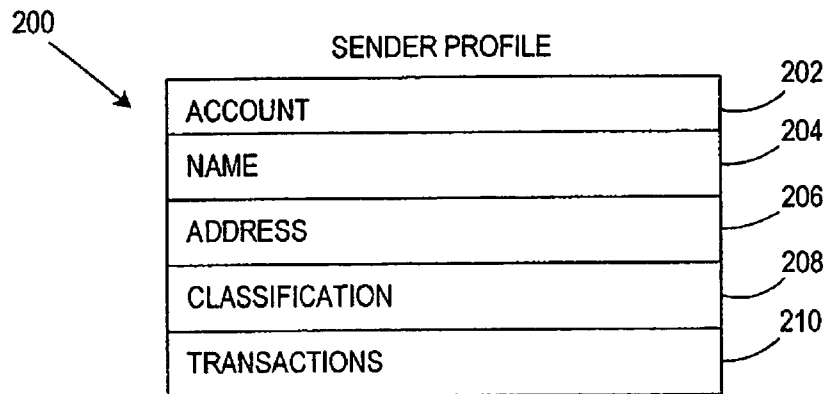 200
SENDER PROFILE
ACCOUNT 202
NAME 204
ADDRESS 206
CLASSIFICATION 208
TRANSACTIONS 210